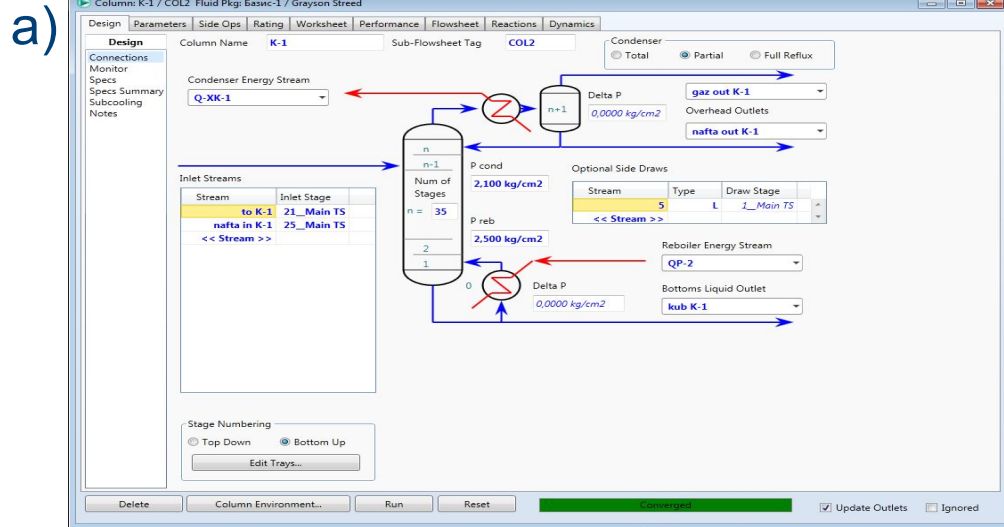 a)
Column: K-1 / COL2 Fluid Pkg: Базис-1 / Grayson Streed
Design Parameters Side Ops Rating Worksheet Performance Flowsheet Reactions Dynamics
Design
Connections
Monitor
Specs
Specs Summary
Subcooling
Notes
Column Name K-1 Sub-Flowsheet Tag COL2
Condenser
Total Partial Full Reflux
Condenser Energy Stream
Q-XK-1
n+1
Delta P
0,0000 kg/cm2
gaz out K-1
Overhead Outlets
nafta out K-1
n
n-1
Num of
Stages
n = 35
2
1
0
P cond
2,100 kg/cm2
P reb
2,500 kg/cm2
Delta P
0,0000 kg/cm2
Inlet Streams
Stream Inlet Stage
to K-1 21__Main TS
nafta in K-1 25__Main TS
<< Stream >>
Optional Side Draws
Stream Type Draw Stage
5 L 1__Main TS
<< Stream >>
Reboiler Energy Stream
QP-2
Bottoms Liquid Outlet
kub K-1
Stage Numbering
Top Down Bottom Up
Edit Trays...
Delete Column Environment... Run Reset Converged Update Outlets Ignored